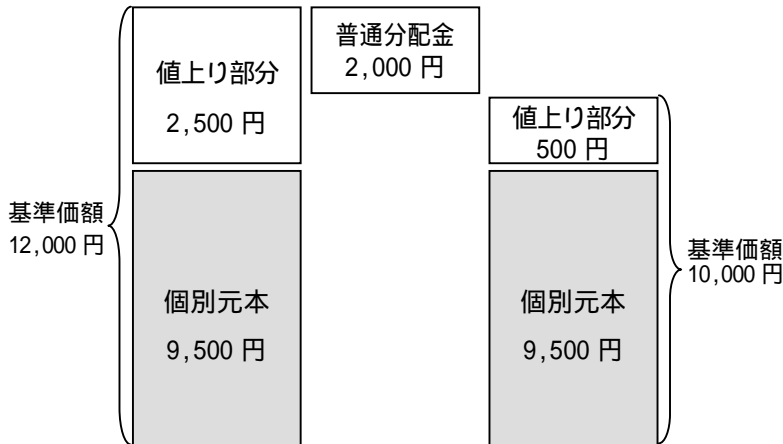 値上り部分
2,500 円
普通分配金
2,000 円
値上り部分
500 円
基準価額
12,000 円
基準価額
10,000 円
個別元本
9,500 円
個別元本
9,500 円